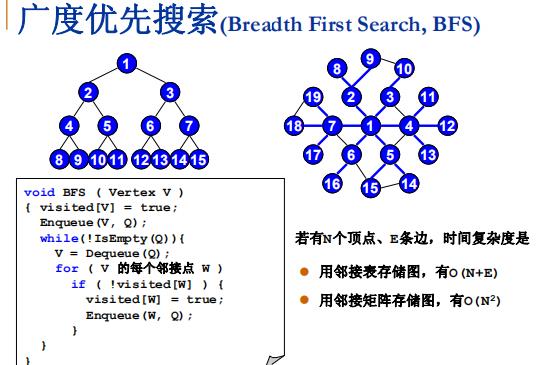 广度优先搜索(Breadth First Search, BFS)
1
2 3
4 5 6 7
8 9 10 11 12 13 14 15
9
8 10
19 2 3 11
18 7 1 4 12
17 6 5 13
16 15 14
void BFS ( Vertex V )
{ visited[V] = true;
Enqueue(V, Q);
while(!IsEmpty(Q)){
V = Dequeue(Q);
for ( V 的每个邻接点 W )
if ( !visited[W] ) {
visited[W] = true;
Enqueue(W, Q);
}
}
}
若有N个顶点、E条边，时间复杂度是
用邻接表存储图，有O(N+E)
用邻接矩阵存储图，有O(N²)